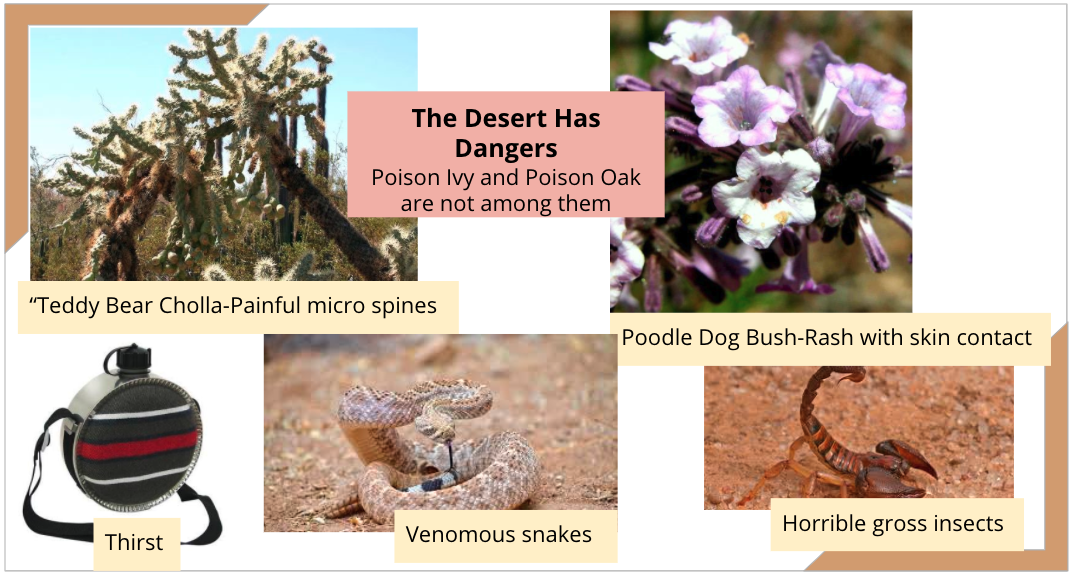 The Desert Has
Dangers
Poison Ivy and Poison Oak
are not among them
“Teddy Bear Cholla-Painful micro spines
Poodle Dog Bush-Rash with skin contact
Thirst
Venomous snakes
Horrible gross insects